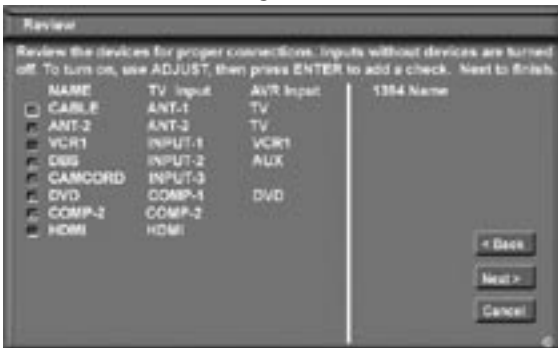 Review
Review the devices for proper connections. Inputs without devices are turned
off. To turn on, use ADJUST, then press ENTER to add a check. Next to finish.
NAME TV Input AVR Input 1394 Name
CABLE ANT-1 TV
ANT-2 ANT-2 TV
VCR1 INPUT-1 VCR1
DBS INPUT-2 AUX
CAMCORD INPUT-3
DVD COMP-1 DVD
COMP-2 COMP-2
HDMI HDMI
< Back
Next >
Cancel